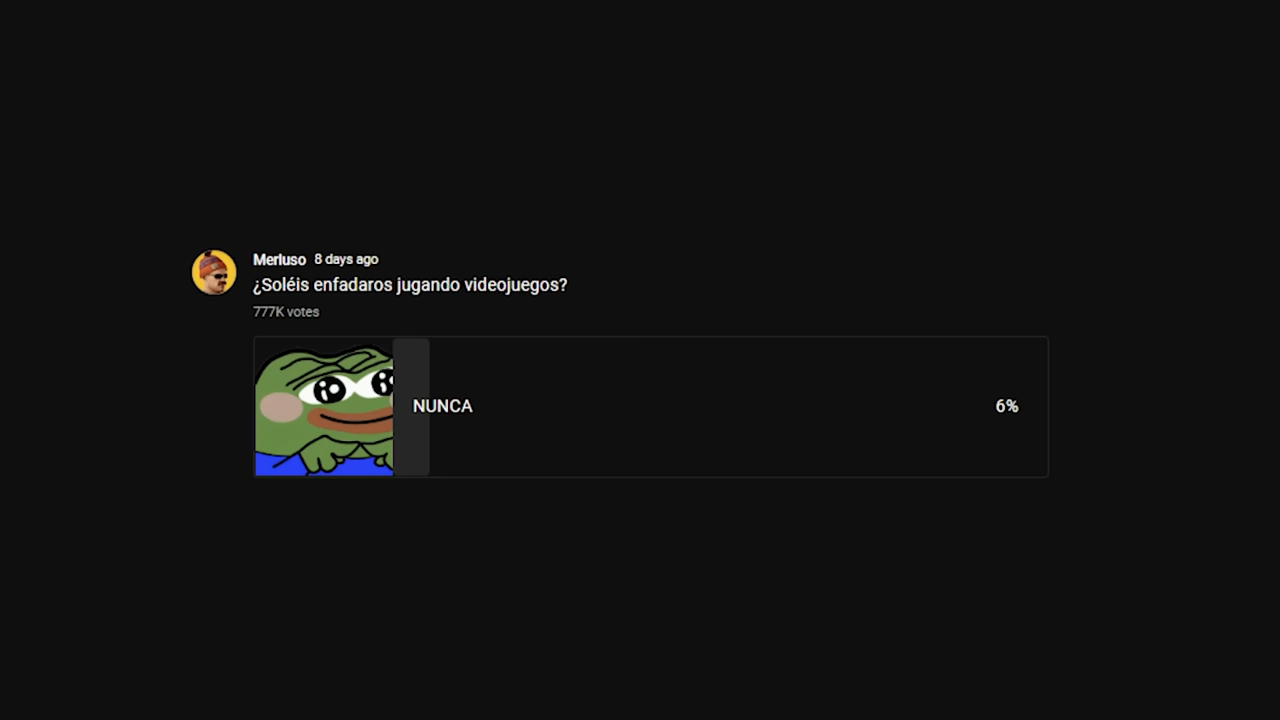 Merluso 8 days ago
¿Soléis enfadaros jugando videojuegos?
777K votes
NUNCA 6%